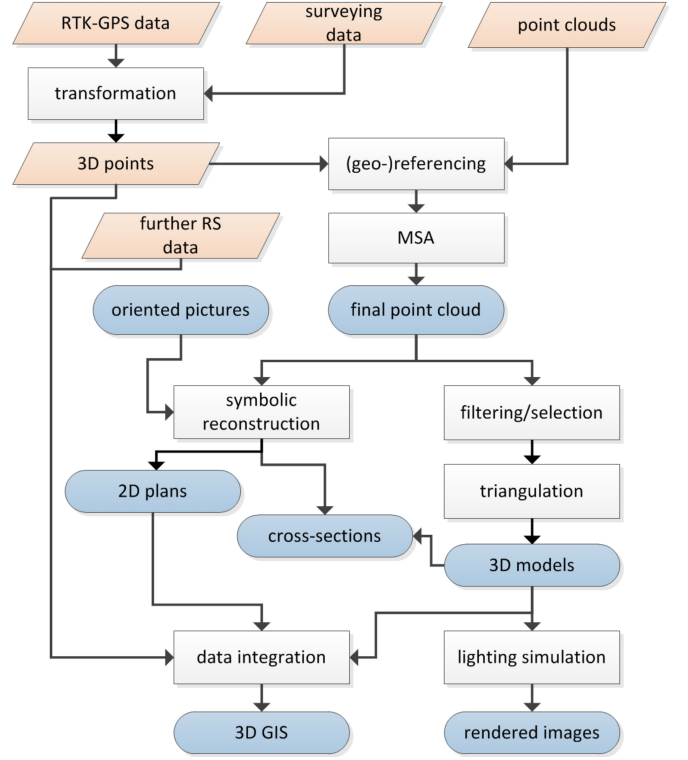 RTK-GPS data
surveying
data
point clouds
transformation
3D points
(geo-)referencing
further RS
data
MSA
oriented pictures
final point cloud
symbolic
reconstruction
filtering/selection
2D plans
triangulation
cross-sections
3D models
data integration
lighting simulation
3D GIS
rendered images